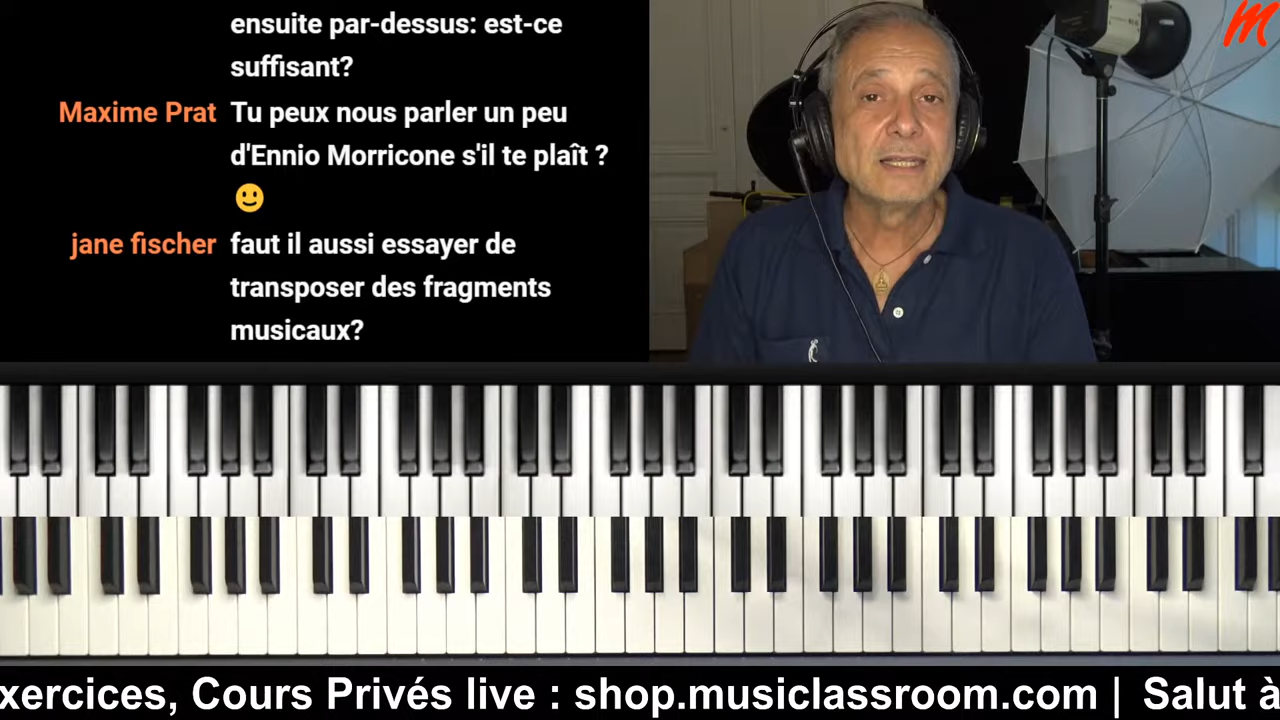 ensuite par-dessus: est-ce
suffisant?
Maxime Prat Tu peux nous parler un peu
d'Ennio Morricone s'il te plaît ?
🙂
jane fischer faut il aussi essayer de
transposer des fragments
musicaux?
M
xercices, Cours Privés live : shop.musiclassroom.com | Salut à